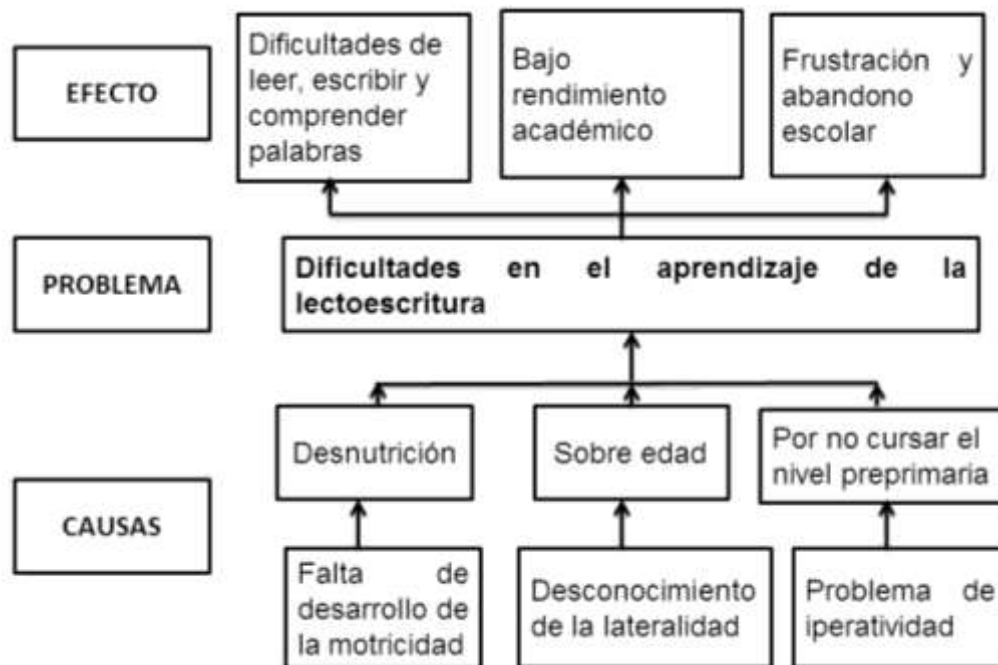 EFECTO
Dificultades de
leer, escribir y
comprender
palabras
Bajo
rendimiento
académico
Frustración y
abandono
escolar
PROBLEMA
Dificultades en el aprendizaje de la
lectoescritura
CAUSAS
Desnutrición
Sobre edad
Por no cursar el
nivel preprimaria
Falta de
desarrollo de
la motricidad
Desconocimiento
de la lateralidad
Problema de
iperatividad